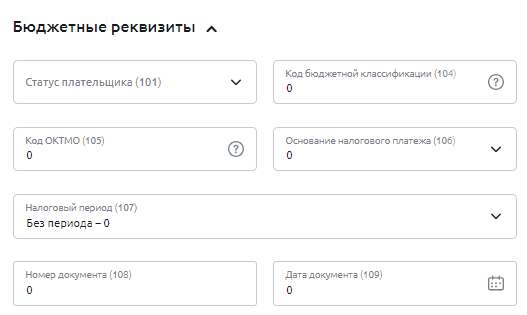 Бюджетные реквизиты
Статус плательщика (101)
Код бюджетной классификации (104)
0
Код ОКТМО (105)
0
Основание налогового платежа (106)
0
Налоговый период (107)
Без периода – 0
Номер документа (108)
0
Дата документа (109)
0